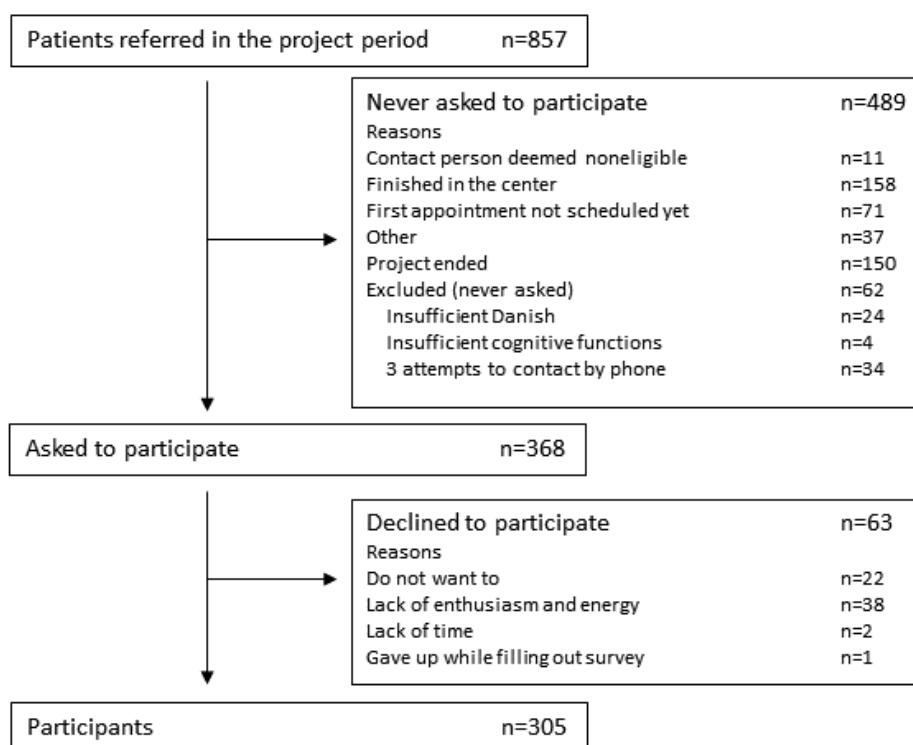 Patients referred in the project period n=857
Never asked to participate n=489
Reasons
Contact person deemed noneligible n=11
Finished in the center n=158
First appointment not scheduled yet n=71
Other n=37
Project ended n=150
Excluded (never asked) n=62
Insufficient Danish n=24
Insufficient cognitive functions n=4
3 attempts to contact by phone n=34
Asked to participate n=368
Declined to participate n=63
Reasons
Do not want to n=22
Lack of enthusiasm and energy n=38
Lack of time n=2
Gave up while filling out survey n=1
Participants n=305